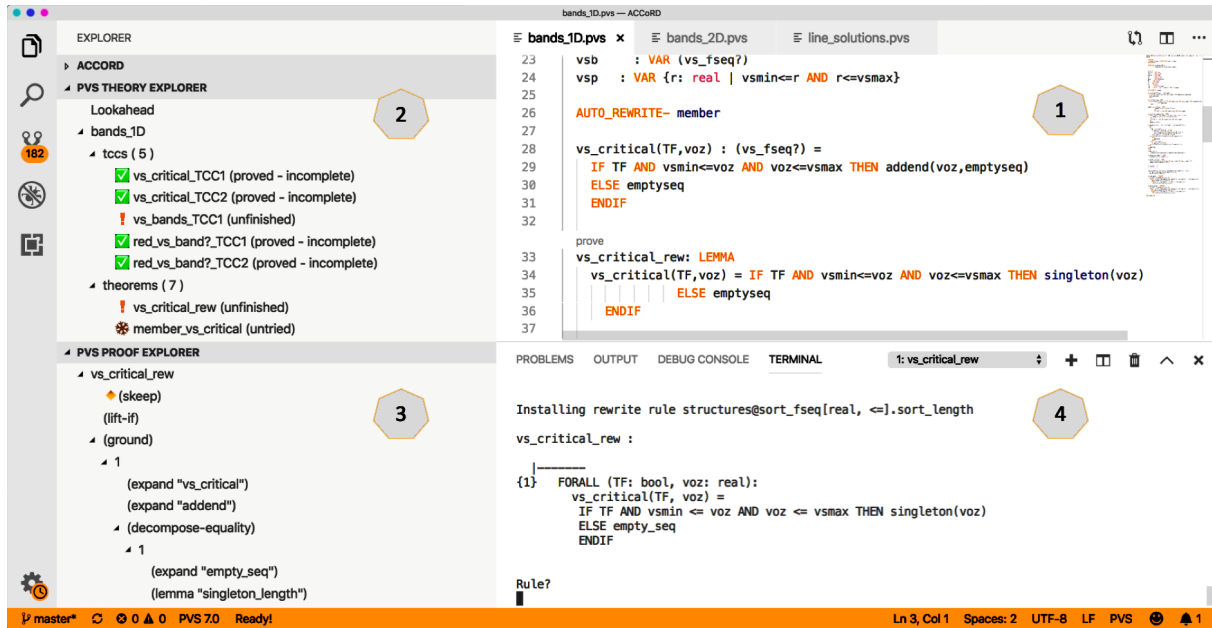 bands_1D.pvs — ACCoRD
EXPLORER
ACCORD
PVS THEORY EXPLORER
Lookahead
bands_1D
tccs ( 5 )
vs_critical_TCC1 (proved - incomplete)
vs_critical_TCC2 (proved - incomplete)
vs_bands_TCC1 (unfinished)
red_vs_band?_TCC1 (proved - incomplete)
red_vs_band?_TCC2 (proved - incomplete)
theorems ( 7 )
vs_critical_rew (unfinished)
member_vs_critical (untried)
2
182
PVS PROOF EXPLORER
vs_critical_rew
(skeep)
(lift-if)
(ground)
1
(expand "vs_critical")
(expand "addend")
(decompose-equality)
1
(expand "empty_seq")
(lemma "singleton_length")
3
bands_1D.pvs × bands_2D.pvs line_solutions.pvs
23 vsb : VAR (vs_fseq?)
24 vsp : VAR {r: real | vsmin<=r AND r<=vsmax}
25
26 AUTO_REWRITE- member
27
28 vs_critical(TF,voz) : (vs_fseq?) =
29 IF TF AND vsmin<=voz AND voz<=vsmax THEN addend(voz,emptyseq)
30 ELSE emptyseq
31 ENDIF
32
prove
33 vs_critical_rew: LEMMA
34 vs_critical(TF,voz) = IF TF AND vsmin<=voz AND voz<=vsmax THEN singleton(voz)
35 ELSE emptyseq
36 ENDIF
37
1
PROBLEMS OUTPUT DEBUG CONSOLE TERMINAL 1: vs_critical_rew
Installing rewrite rule structures@sort_fseq[real, <=].sort_length
vs_critical_rew :
|-------
{1} FORALL (TF: bool, voz: real):
vs_critical(TF, voz) =
IF TF AND vsmin <= voz AND voz <= vsmax THEN singleton(voz)
ELSE empty_seq
ENDIF
Rule?
4
master* 0 0 PVS 7.0 Ready! Ln 3, Col 1 Spaces: 2 UTF-8 LF PVS 1